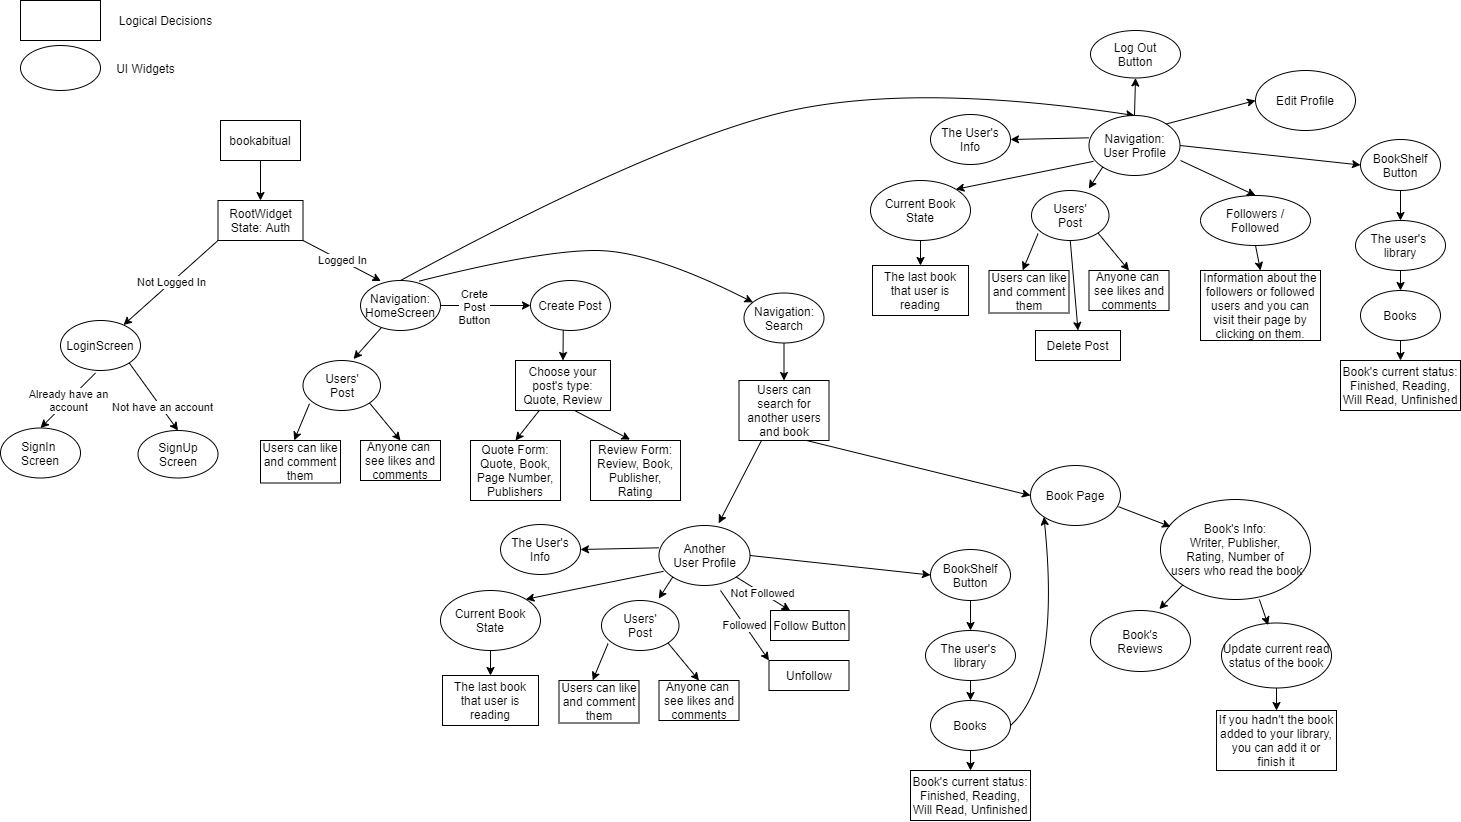 Logical Decisions
UI Widgets
bookabitual
RootWidget
State: Auth
Not Logged In
Logged In
LoginScreen
Already have an
account
Not have an account
SignIn
Screen
SignUp
Screen
Navigation:
HomeScreen
Crete
Post
Button
Create Post
Users'
Post
Users can like
and comment
them
Anyone can
see likes and
comments
Choose your
post's type:
Quote, Review
Quote Form:
Quote, Book,
Page Number,
Publishers
Review Form:
Review, Book,
Publisher,
Rating
Navigation:
Search
Users can
search for
another users
and book
Log Out
Button
Edit Profile
Navigation:
User Profile
The User's
Info
Current Book
State
The last book
that user is
reading
Users'
Post
Users can like
and comment
them
Anyone can
see likes and
comments
Delete Post
Followers /
Followed
Information about the
followers or followed
users and you can
visit their page by
clicking on them.
BookShelf
Button
The user's
library
Books
Book's current status:
Finished, Reading,
Will Read, Unfinished
Another
User Profile
The User's
Info
Current Book
State
The last book
that user is
reading
Users'
Post
Users can like
and comment
them
Anyone can
see likes and
comments
Not Followed
Follow Button
Followed
Unfollow
BookShelf
Button
The user's
library
Books
Book's current status:
Finished, Reading,
Will Read, Unfinished
Book Page
Book's Info:
Writer, Publisher,
Rating, Number of
users who read the book
Book's
Reviews
Update current read
status of the book
If you hadn't the book
added to your library,
you can add it or
finish it